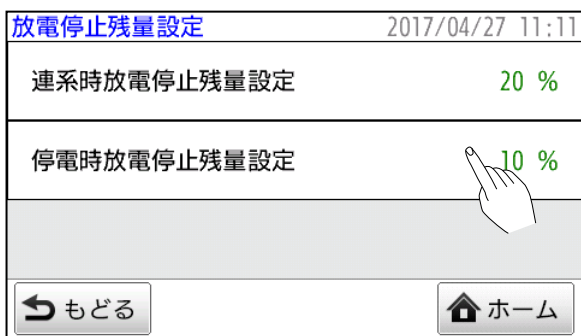 放電停止残量設定 2017/04/27 11:11
連系時放電停止残量設定 20 %
停電時放電停止残量設定 10 %
もどる ホーム